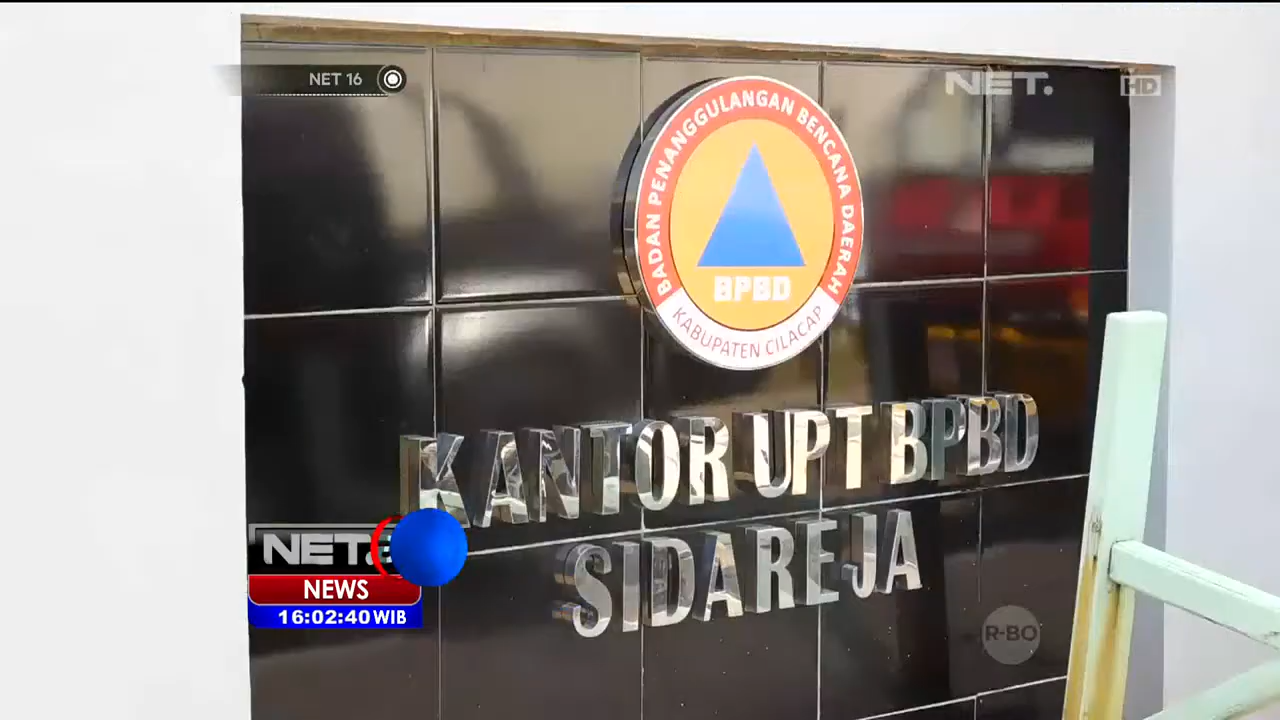 NET 16
NET. HD
BADAN PENANGGULANGAN BENCANA DAERAH
BPBD
KABUPATEN CILACAP
KANTOR UPT BPBD
SIDAREJA
NET.
NEWS
16:02:40 WIB
R-BO